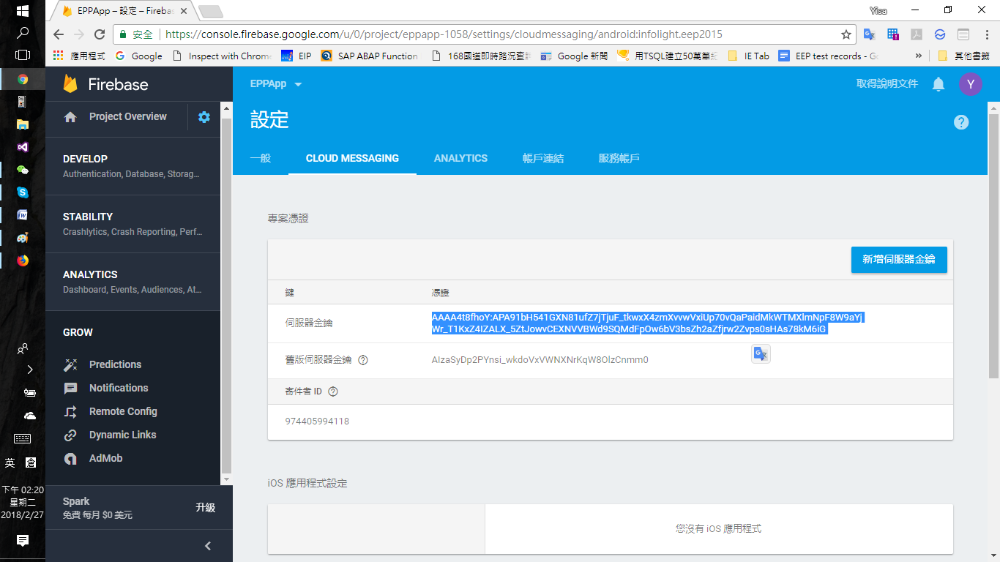 EPPApp – 設定 – Firebas
Yisa
安全
https://console.firebase.google.com/u/0/project/eppapp-1058/settings/cloudmessaging/android:infolight.eep2015
應用程式
Google
Inspect with Chrom
EIP
SAP ABAP Function
168國道即時路況查詢
Google 新聞
用TSQL建立50萬筆
IE Tab
EEP test records - G
»
其他書籤
Firebase
EPPApp
取得說明文件
Y
Project Overview
設定
一般
CLOUD MESSAGING
ANALYTICS
帳戶連結
服務帳戶
DEVELOP
Authentication, Database, Storag...
STABILITY
Crashlytics, Crash Reporting, Perf...
ANALYTICS
Dashboard, Events, Audiences, At...
GROW
Predictions
Notifications
Remote Config
Dynamic Links
AdMob
Spark
免費 每月 $0 美元
升級
專案憑證
新增伺服器金鑰
鍵
憑證
伺服器金鑰
AAAA4t8fhoY:APA91bH541GXN81ufZ7jTjuF_tkwxX4zmXvvwVxiUp70vQaPaidMkWTMXlmNpF8W9aYj
Wr_T1KxZ4IZALX_5ZtJowvCEXNVVBWd9SQMdFpOw6bV3bsZh2aZfjrw2Zvps0sHAs78kM6iG
舊版伺服器金鑰
AIzaSyDp2PYnsi_wkdoVxVWNXNrKqW8OlzCnmm0
寄件者 ID
974405994118
iOS 應用程式設定
您沒有 iOS 應用程式
英
倉
下午 02:20
星期二
2018/2/27